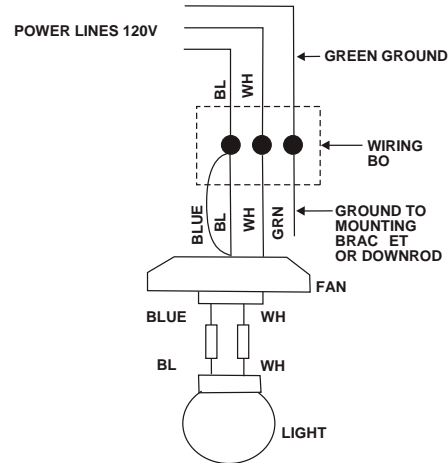 POWER LINES 120V
GREEN GROUND
BL
WH
WIRING
BO
BLUE
BL
WH
GRN
GROUND TO
MOUNTING
BRAC ET
OR DOWNROD
FAN
BLUE
WH
BL
WH
LIGHT